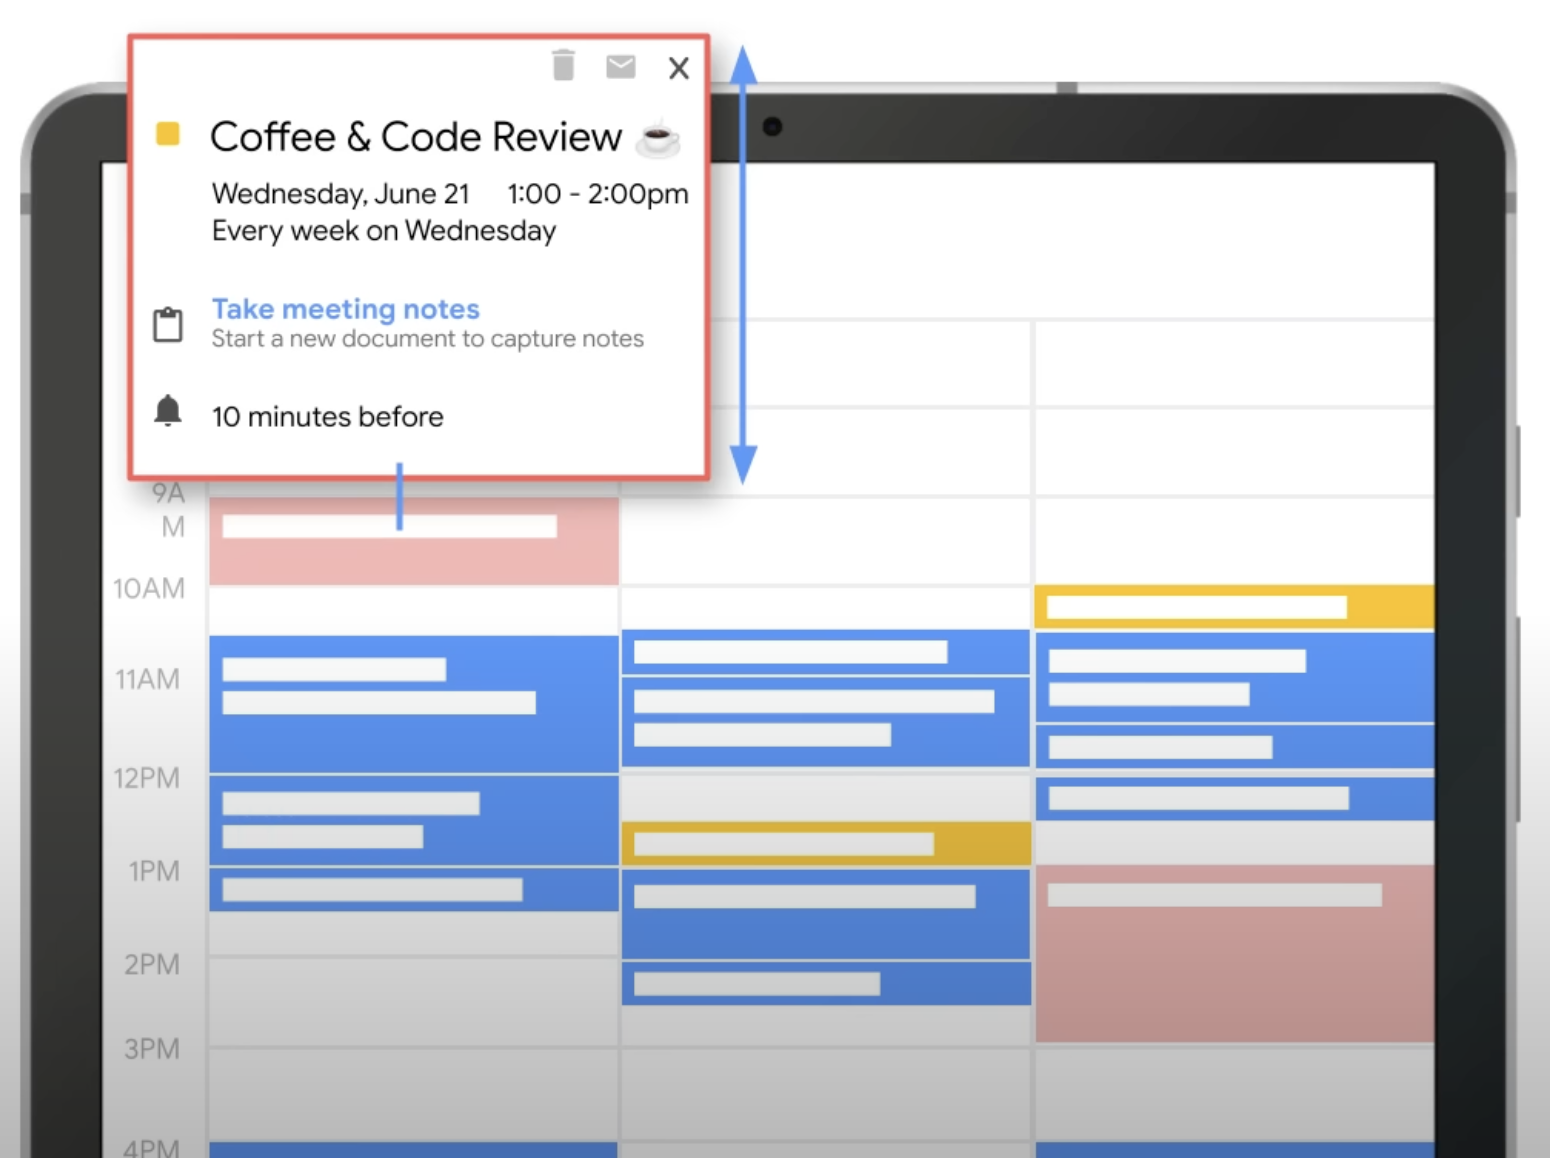 Coffee & Code Review ☕
Wednesday, June 21 1:00 - 2:00pm
Every week on Wednesday
Take meeting notes
Start a new document to capture notes
10 minutes before
9A
M
10AM
11AM
12PM
1PM
2PM
3PM
4PM